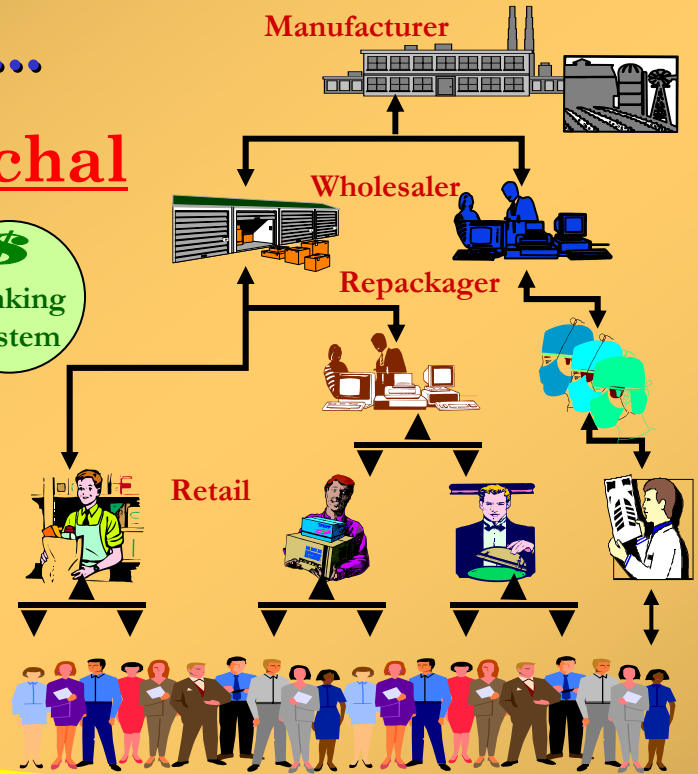 Manufacturer
...
chal
Wholesaler
$
nking
stem
Repackager
Retail